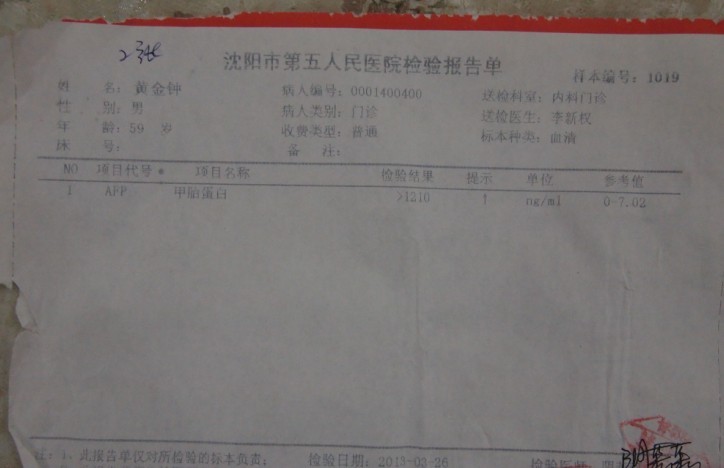 2张
沈阳市第五人民医院检验报告单
样本编号：1019
姓 名：黄金钟 病人编号：0001400400 送检科室：内科门诊
性 别：男 病人类别：门诊 送检医生：李新权
年 龄：59 岁 收费类型：普通 标本种类：血清
床 号： 备 注：
NO 项目代号* 项目名称 检验结果 提示 单位 参考值
1 AFP 甲胎蛋白 >1210 ↑ ng/ml 0-7.02
注：1、此报告单仅对所检验的标本负责； 检验日期：2013-03-26 检验医师：